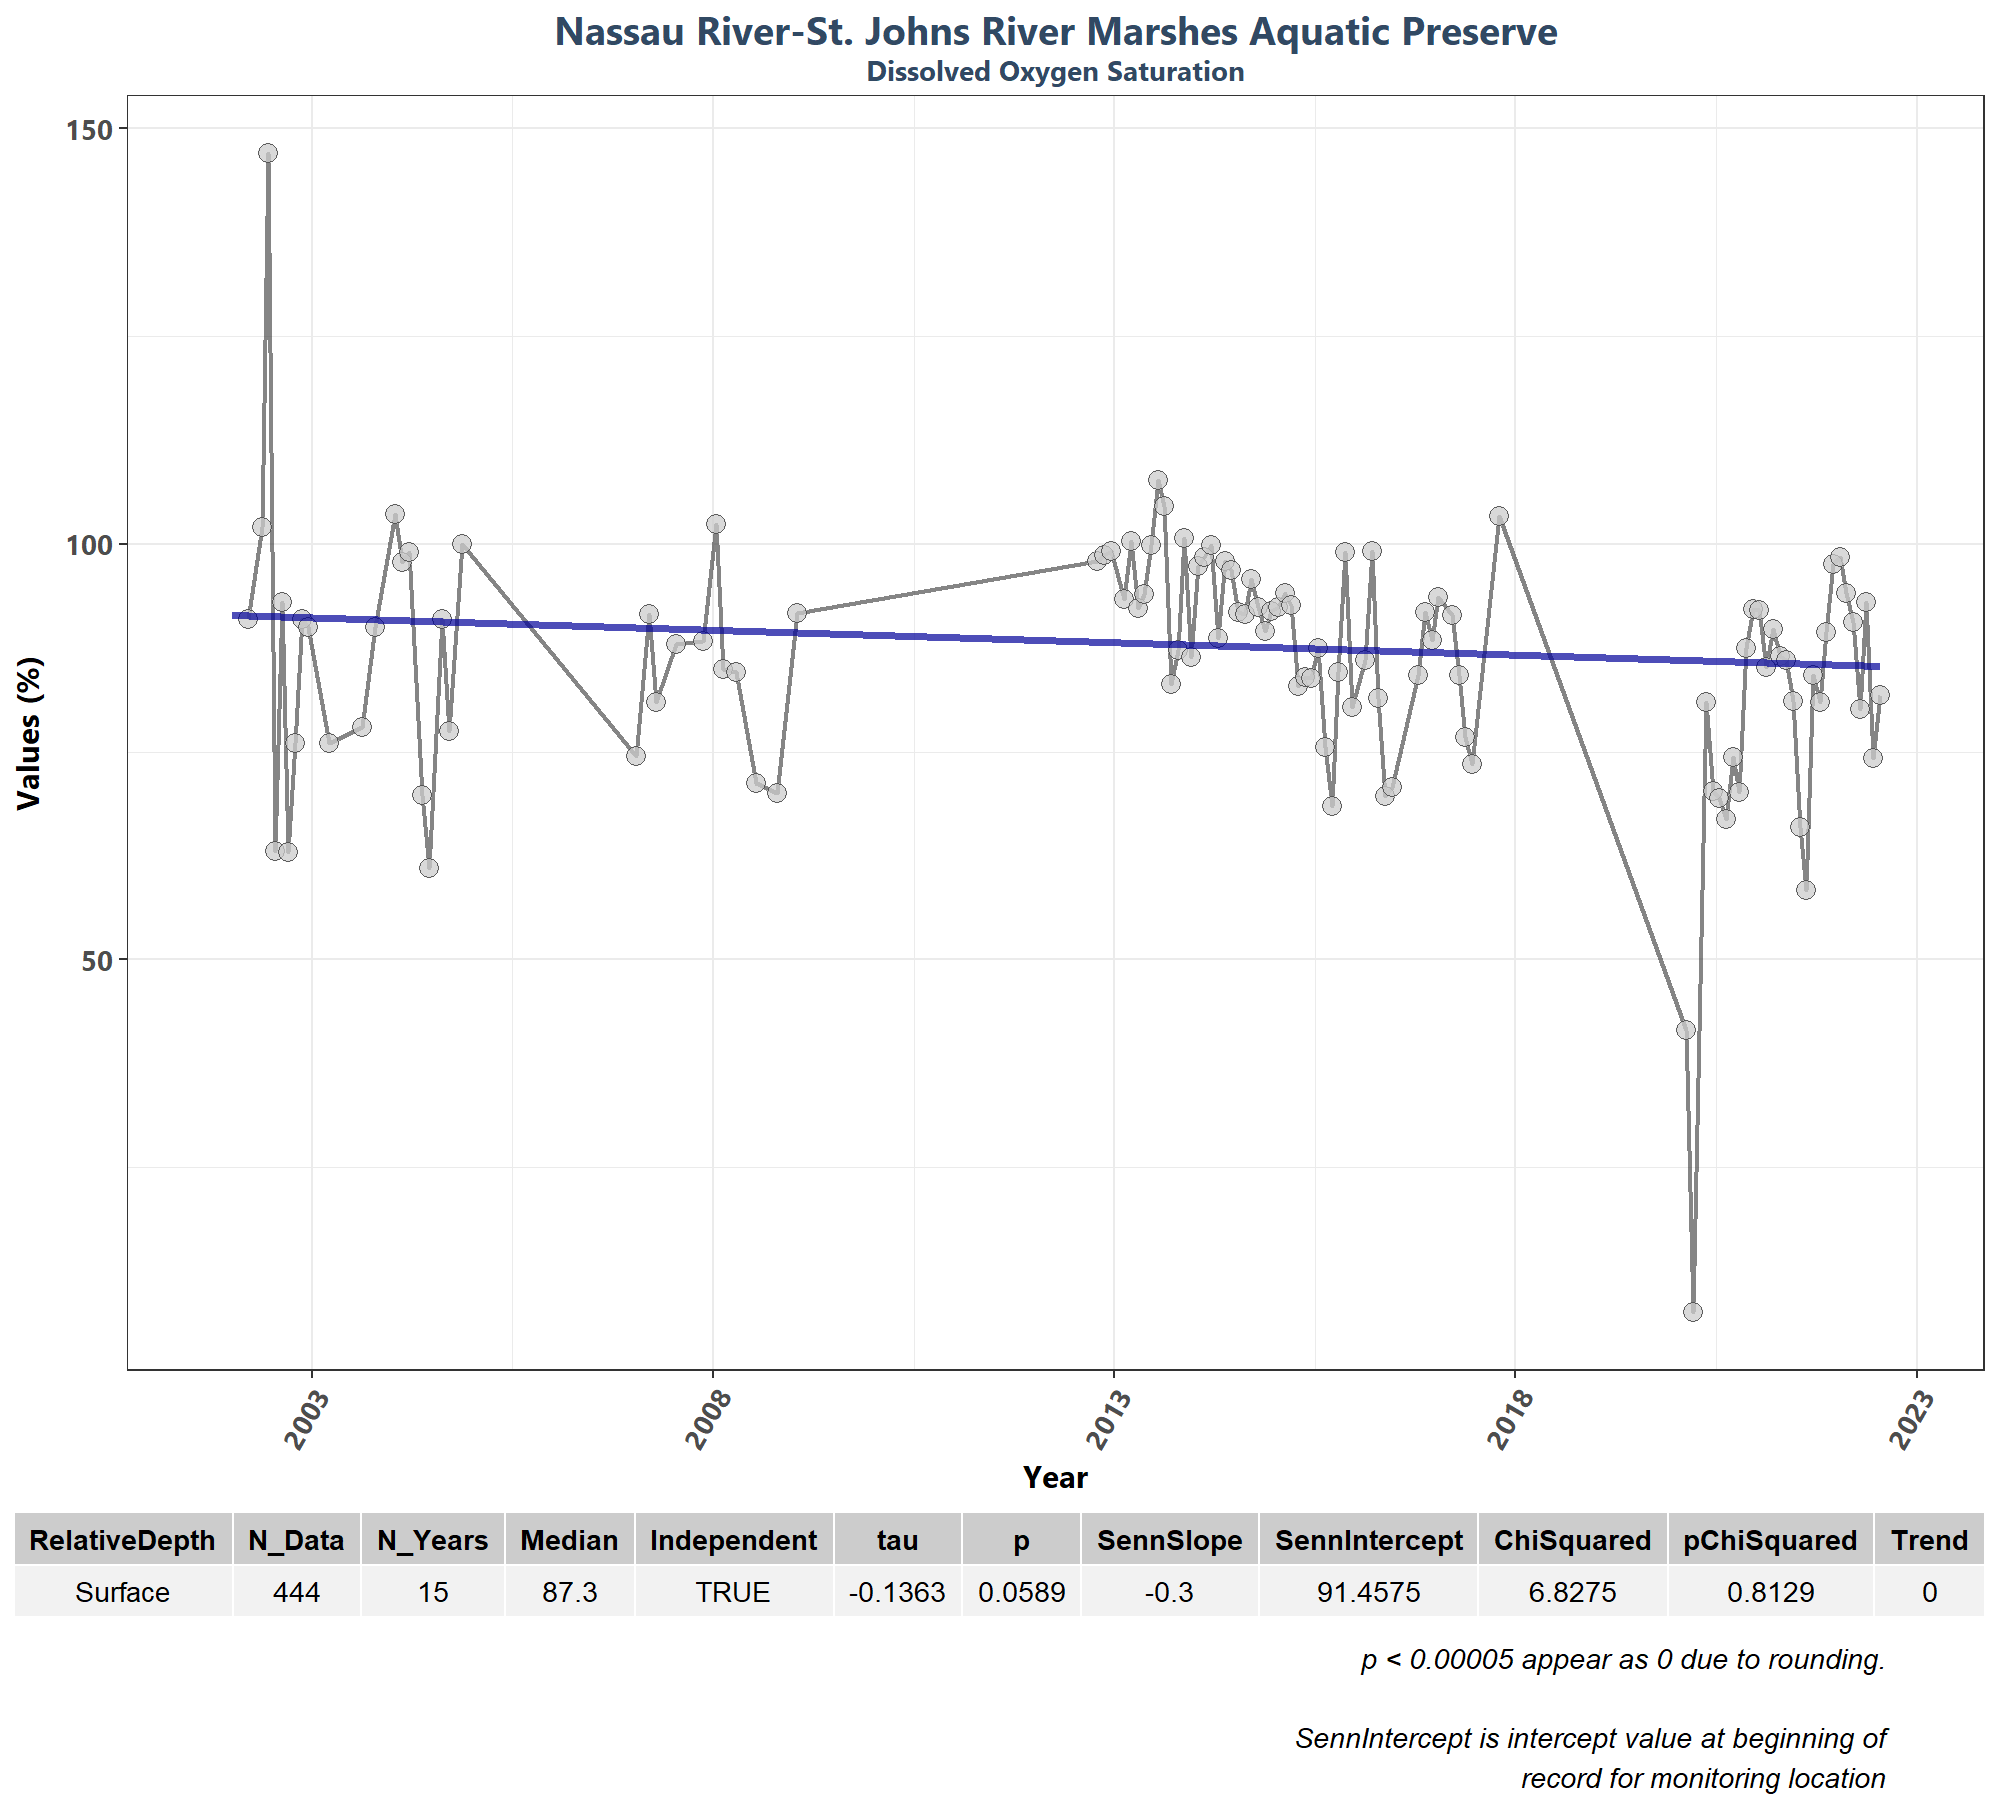 Nassau River-St. Johns River Marshes Aquatic Preserve
Dissolved Oxygen Saturation
150
100
50
Values (%)
2003 2008 2013 2018 2023
Year
RelativeDepth N_Data N_Years Median Independent tau p SennSlope SennIntercept ChiSquared pChiSquared Trend
Surface 444 15 87.3 TRUE -0.1363 0.0589 -0.3 91.4575 6.8275 0.8129 0
p < 0.00005 appear as 0 due to rounding.
SennIntercept is intercept value at beginning of
record for monitoring location